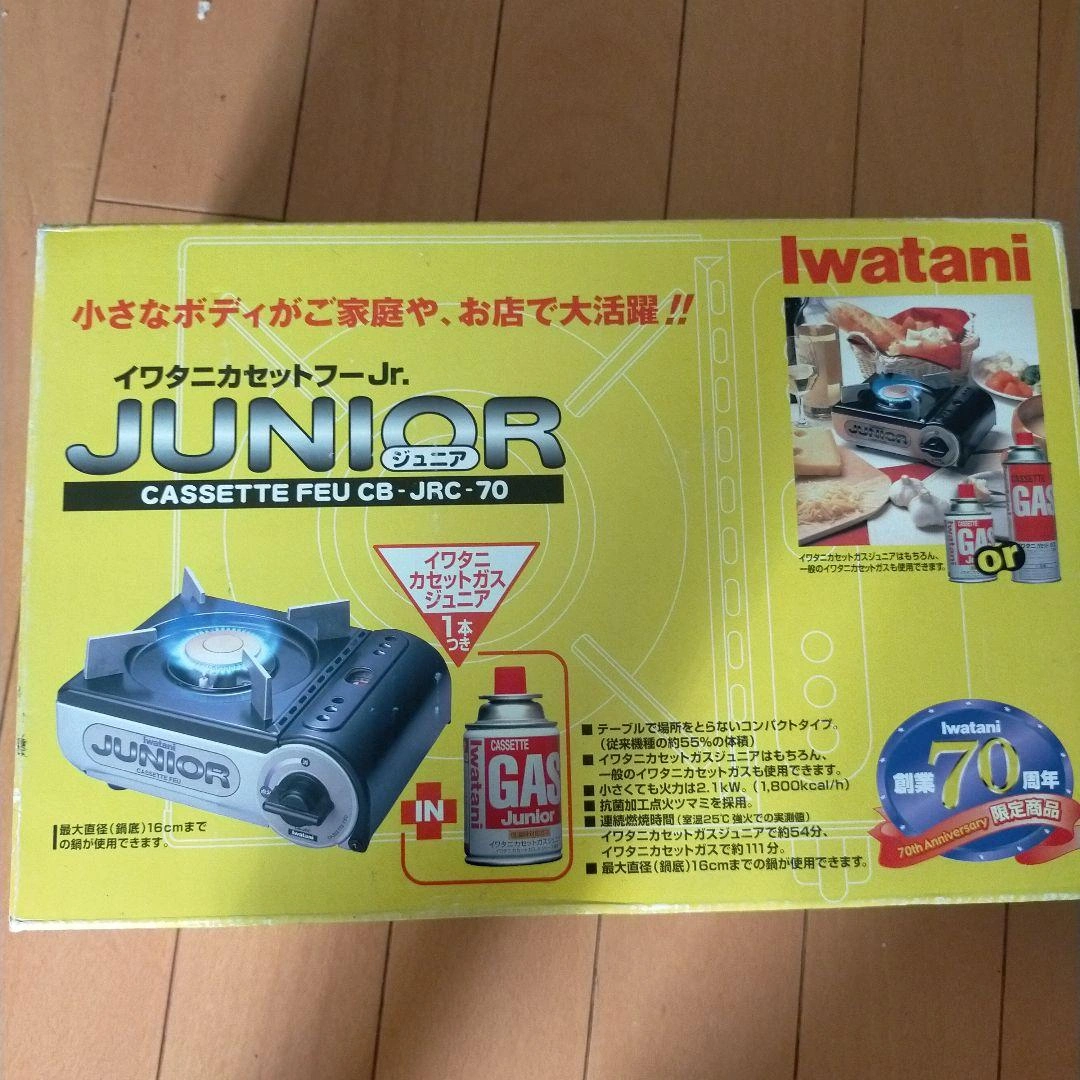 Iwatani
小さなボディがご家庭や、お店で大活躍!!
イワタニカセットフーJr.
JUNIOR
ジュニア
CASSETTE FEU CB-JRC-70
JUNIOR
CASSETTE
GAS
Iwatani
or
イワタニカセットガスジュニアはもちろん、
一般のイワタニカセットガスも使用できます。
イワタニ
カセットガス
ジュニア
1本
つき
Iwatani
JUNIOR
CASSETTE FEU
Iwatani
IN
CASSETTE
Iwatani
GAS
Junior
最大直径(鍋底)16cmまで
の鍋が使用できます。
■ テーブルで場所をとらないコンパクトタイプ。
(従来機種の約55%の体積)
■ イワタニカセットガスジュニアはもちろん、
一般のイワタニカセットガスも使用できます。
■ 小さくても火力は2.1kW。(1,800kcal/h)
■ 抗菌加工点火ツマミを採用。
■ 連続燃焼時間(室温25℃強火での実測値)
イワタニカセットガスジュニアで約54分、
イワタニカセットガスで約111分。
■ 最大直径(鍋底)16cmまでの鍋が使用できます。
Iwatani
創業70周年
限定商品
70th Anniversary